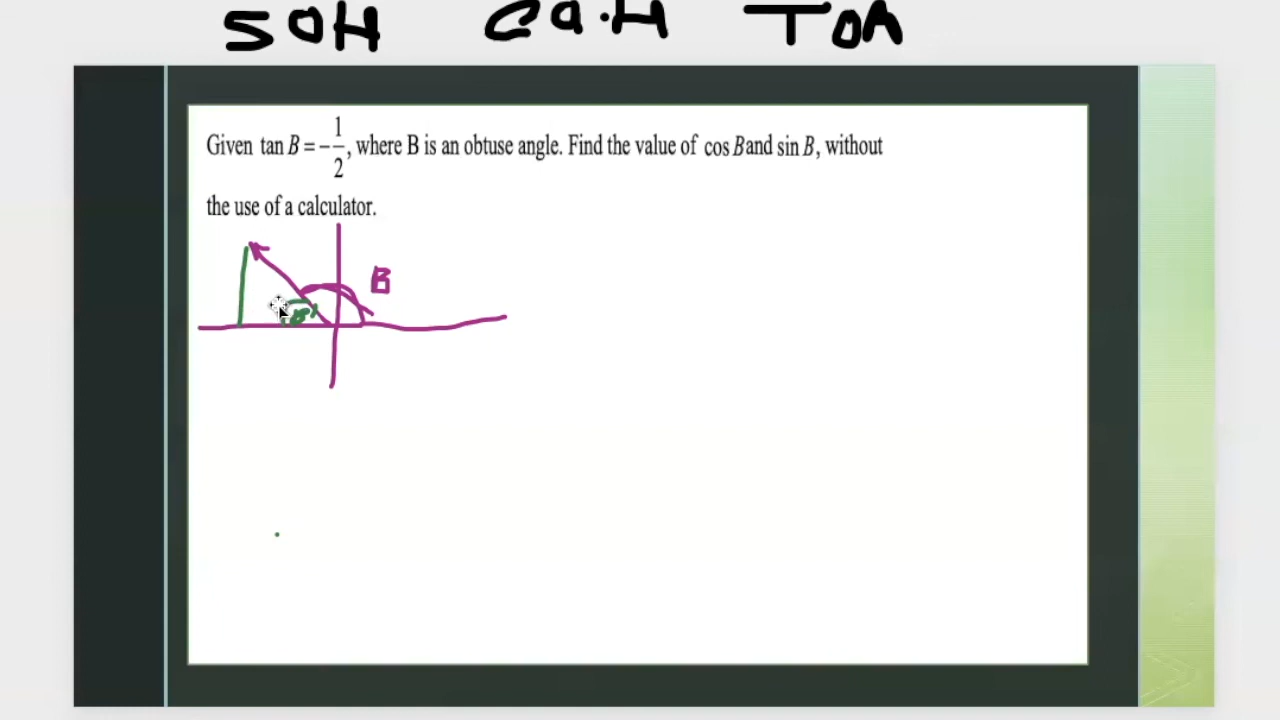 SOH CAH TOA
Given tan B = -1/2, where B is an obtuse angle. Find the value of cos B and sin B, without
the use of a calculator.
B